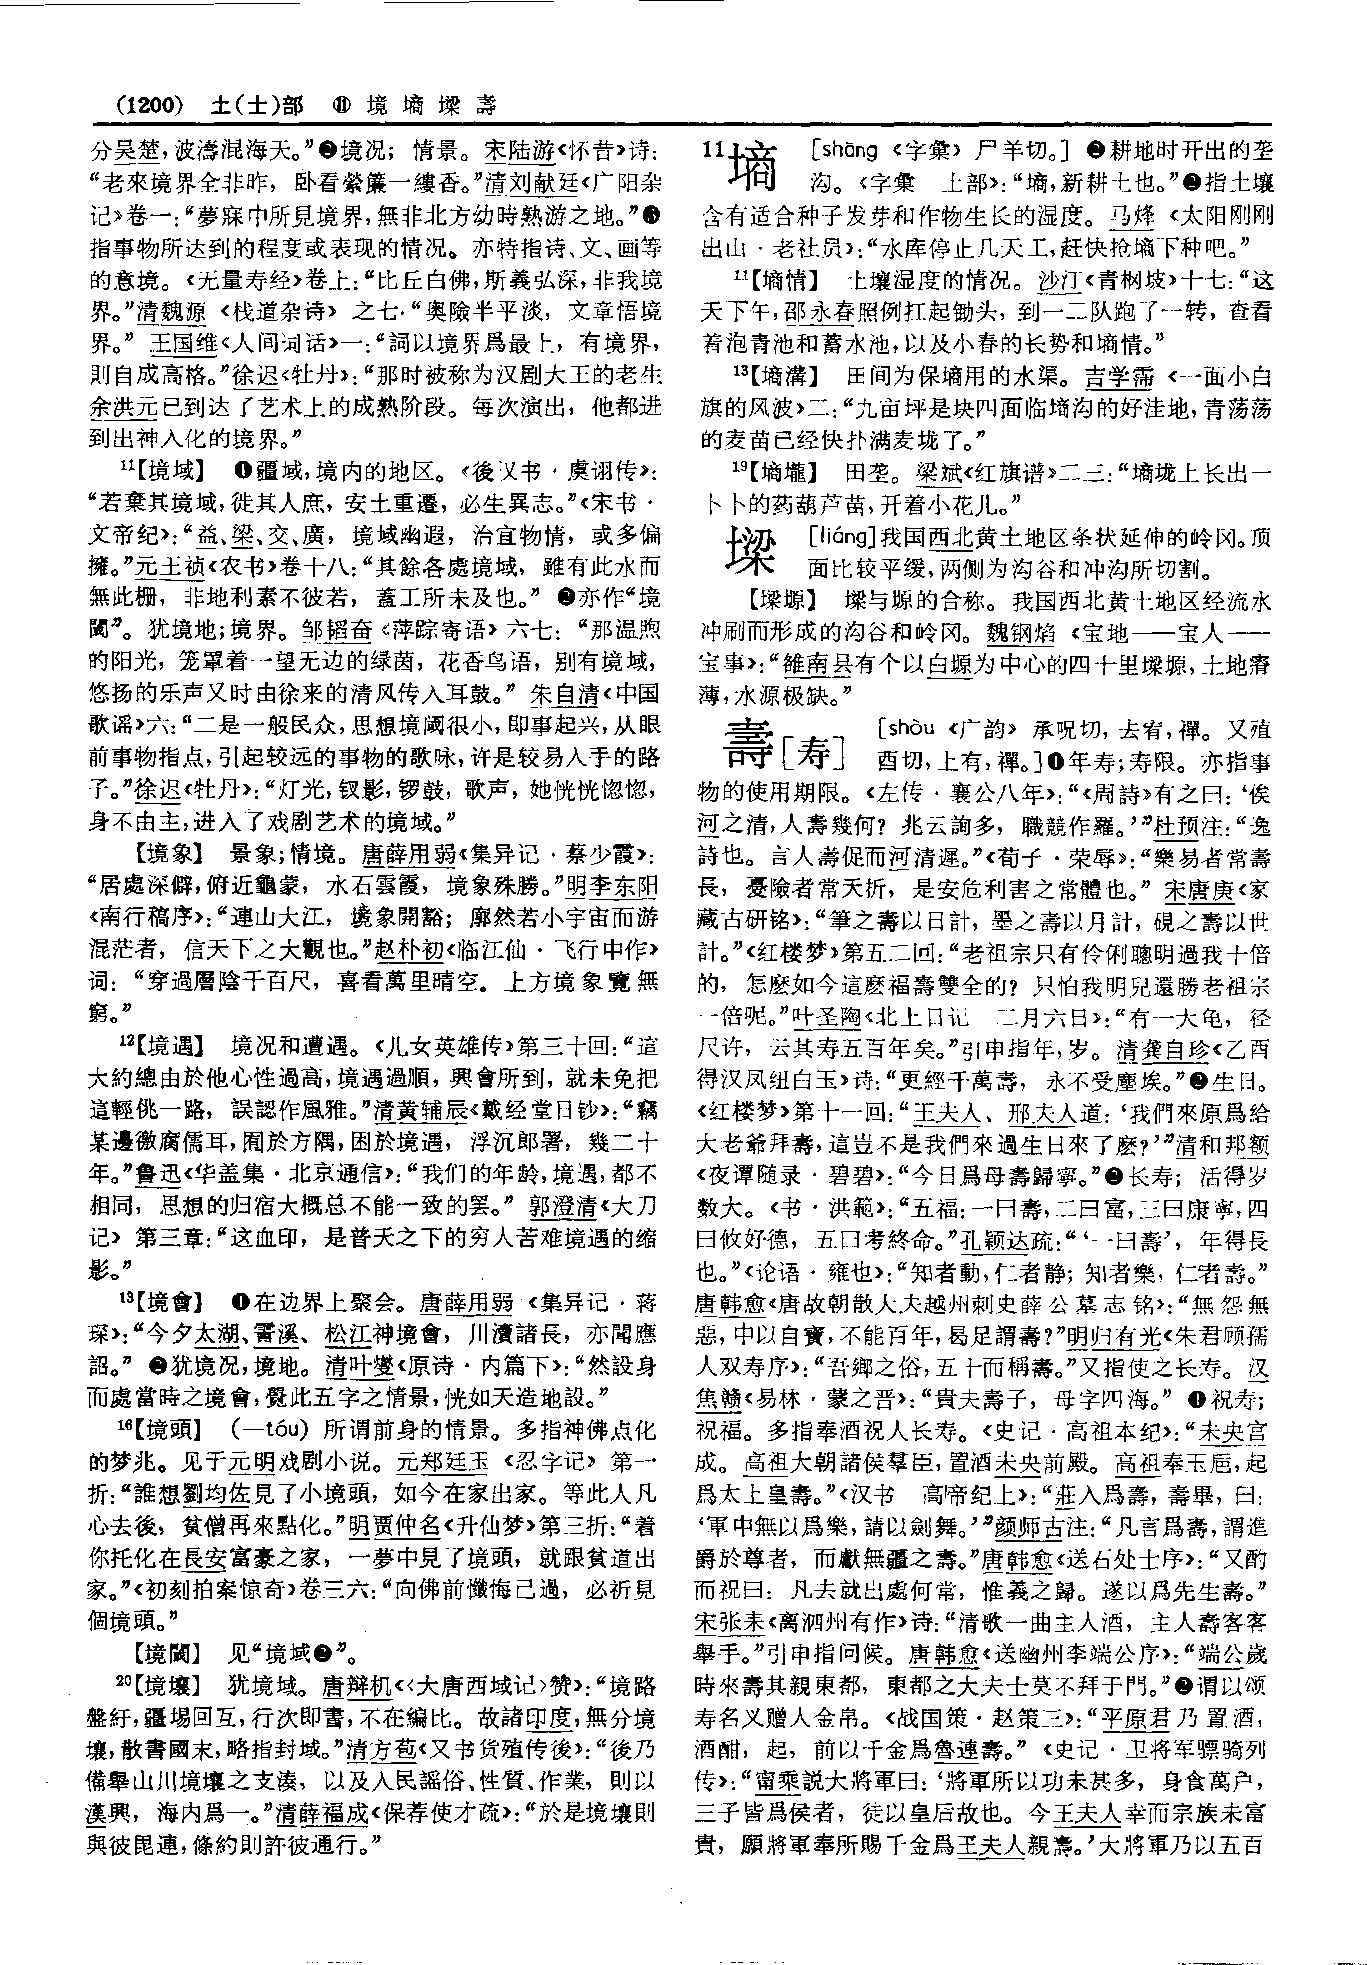 (1200) 土(士)部 ⑪ 境墑墚壽
分吴楚，波濤混海天。”❷境况；情景。宋陆游《怀昔》诗：
“老來境界全非昨，卧看縈簾一縷香。”清刘献廷《广阳杂
记》卷一：“夢寐中所見境界，無非北方幼時熟游之地。”❸
指事物所达到的程度或表现的情况。亦特指诗、文、画等
的意境。《无量寿经》卷上：“比丘白佛，斯義弘深，非我境
界。”清魏源《栈道杂诗》之七：“奥險半平淡，文章悟境
界。”王国维《人间词话》一：“詞以境界爲最上，有境界，
則自成高格。”徐迟《牡丹》：“那时被称为汉剧大王的老生
余洪元已到达了艺术上的成熟阶段。每次演出，他都进
到出神入化的境界。”
11【境域】 ❶疆域，境内的地区。《後汉书·虞诩传》：
“若棄其境域，徙其人庶，安土重遷，必生異志。”《宋书·
文帝纪》：“益、梁、交、廣，境域幽遐，治宜物情，或多偏
擁。”元王祯《农书》卷十八：“其餘各處境域，雖有此水而
無此栅，非地利素不彼若，蓋工所未及也。”❷亦作“境
閾”。犹境地；境界。邹韬奋《萍踪寄语》六七：“那温煦
的阳光，笼罩着一望无边的绿茵，花香鸟语，别有境域，
悠扬的乐声又时由徐来的清风传入耳鼓。”朱自清《中国
歌谣》六：“二是一般民众，思想境阈很小，即事起兴，从眼
前事物指点，引起较远的事物的歌咏，许是较易入手的路
子。”徐迟《牡丹》：“灯光，钗影，锣鼓，歌声，她恍恍惚惚，
身不由主，进入了戏剧艺术的境域。”
【境象】 景象；情境。唐薛用弱《集异记·蔡少霞》：
“居處深僻，俯近龜蒙，水石雲霞，境象殊勝。”明李东阳
《南行稿序》：“連山大江，境象開豁；廓然若小宇宙而游
混茫者，信天下之大觀也。”赵朴初《临江仙·飞行中作》
词：“穿過層陰千百尺，喜看萬里晴空。上方境象覽無
窮。”
12【境遇】 境况和遭遇。《儿女英雄传》第三十回：“這
大約總由於他心性過高，境遇過順，興會所到，就未免把
這輕佻一路，誤認作風雅。”清黄辅辰《戴经堂日钞》：“竊
某邊徼腐儒耳，囿於方隅，困於境遇，浮沉郎署，幾二十
年。”鲁迅《华盖集·北京通信》：“我们的年龄，境遇，都不
相同，思想的归宿大概总不能一致的罢。”郭澄清《大刀
记》第三章：“这血印，是普天之下的穷人苦难境遇的缩
影。”
13【境會】 ❶在边界上聚会。唐薛用弱《集异记·蒋
琛》：“今夕太湖、霅溪、松江神境會，川瀆諸長，亦聞應
詔。”❷犹境况，境地。清叶燮《原诗·内篇下》：“然設身
而處當時之境會，覺此五字之情景，恍如天造地設。”
16【境頭】 (—tóu) 所谓前身的情景。多指神佛点化
的梦兆。见于元明戏剧小说。元郑廷玉《忍字记》第一
折：“誰想劉均佐見了小境頭，如今在家出家。等此人凡
心去後，貧僧再來點化。”明贾仲名《升仙梦》第三折：“着
你托化在長安富豪之家，一夢中見了境頭，就跟貧道出
家。”《初刻拍案惊奇》卷三六：“向佛前懺悔己過，必祈見
個境頭。”
【境閾】 见“境域❷”。
20【境壤】 犹境域。唐辩机《〈大唐西域记〉赞》：“境路
盤紆，疆埸回互，行次即書，不在編比。故諸印度，無分境
壤，散書國末，略指封域。”清方苞《又书货殖传後》：“後乃
備舉山川境壤之支湊，以及人民謡俗、性質、作業，則以
漢興，海内爲一。”清薛福成《保荐使才疏》：“於是境壤則
與彼毘連，條約則許彼通行。”
11墑 [shāng 《字彙》尸羊切。]❶耕地时开出的垄
沟。《字彙·土部》：“墑，新耕土也。”❷指土壤
含有适合种子发芽和作物生长的湿度。马烽《太阳刚刚
出山·老社员》：“水库停止几天工，赶快抢墒下种吧。”
11【墑情】 土壤湿度的情况。沙汀《青㭎坡》十七：“这
天下午，邵永春照例扛起锄头，到一二队跑了一转，查看
着泡青池和蓄水池，以及小春的长势和墒情。”
13【墑溝】 田间为保墒用的水渠。吉学霈《一面小白
旗的风波》二：“九亩坪是块四面临墒沟的好洼地，青荡荡
的麦苗已经快扑满麦垅了。”
19【墑壠】 田垄。梁斌《红旗谱》二三：“墒垅上长出一
卜卜的药葫芦苗，开着小花儿。”
墚 [liáng]我国西北黄土地区条状延伸的岭冈。顶
面比较平缓，两侧为沟谷和冲沟所切割。
【墚塬】 墚与塬的合称。我国西北黄土地区经流水
冲刷而形成的沟谷和岭冈。魏钢焰《宝地——宝人——
宝事》：“雒南县有个以白塬为中心的四十里墚塬，土地瘠
薄，水源极缺。”
壽[寿] [shòu 《广韵》承呪切，去宥，禪。又殖
酉切，上有，禪。]❶年寿；寿限。亦指事
物的使用期限。《左传·襄公八年》：“《周詩》有之曰：‘俟
河之清，人壽幾何？兆云詢多，職競作羅。’”杜预注：“逸
詩也。言人壽促而河清遲。”《荀子·荣辱》：“樂易者常壽
長，憂險者常夭折，是安危利害之常體也。”宋唐庚《家
藏古研铭》：“筆之壽以日計，墨之壽以月計，硯之壽以世
計。”《红楼梦》第五二回：“老祖宗只有伶俐聰明過我十倍
的，怎麽如今這麽福壽雙全的？只怕我明兒還勝老祖宗
一倍呢。”叶圣陶《北上日记·二月六日》：“有一大龟，径
尺许，云其寿五百年矣。”引申指年，岁。清龚自珍《乙酉
得汉凤纽白玉》诗：“更經千萬壽，永不受塵埃。”❷生日。
《红楼梦》第十一回：“王夫人、邢夫人道：‘我們來原爲給
大老爺拜壽，這豈不是我們來過生日來了麽？’”清和邦额
《夜谭随录·碧碧》：“今日爲母壽歸寧。”❸长寿；活得岁
数大。《书·洪範》：“五福：一曰壽，二曰富，三曰康寧，四
曰攸好德，五曰考終命。”孔颖达疏：“‘一曰壽’，年得長
也。”《论语·雍也》：“知者動，仁者静；知者樂，仁者壽。”
唐韩愈《唐故朝散大夫越州刺史薛公墓志铭》：“無怨無
惡，中以自寶，不能百年，曷足謂壽？”明归有光《朱君顾孺
人双寿序》：“吾鄉之俗，五十而稱壽。”又指使之长寿。汉
焦赣《易林·蒙之晋》：“貴夫壽子，母字四海。”❹祝寿；
祝福。多指奉酒祝人长寿。《史记·高祖本纪》：“未央宫
成。高祖大朝諸侯羣臣，置酒未央前殿。高祖奉玉卮，起
爲太上皇壽。”《汉书·高帝纪上》：“莊入爲壽，壽畢，曰：
‘軍中無以爲樂，請以劍舞。’”颜师古注：“凡言爲壽，謂進
爵於尊者，而獻無疆之壽。”唐韩愈《送石处士序》：“又酌
而祝曰：凡去就出處何常，惟義之歸。遂以爲先生壽。”
宋张耒《离泗州有作》诗：“清歌一曲主人酒，主人壽客客
舉手。”引申指问候。唐韩愈《送幽州李端公序》：“端公歲
時來壽其親東都，東都之大夫士莫不拜于門。”❺谓以颂
寿名义赠人金帛。《战国策·赵策三》：“平原君乃置酒，
酒酣，起，前以千金爲魯連壽。”《史记·卫将军骠骑列
传》：“甯乘説大將軍曰：‘將軍所以功未甚多，身食萬户，
三子皆爲侯者，徒以皇后故也。今王夫人幸而宗族未富
貴，願將軍奉所賜千金爲王夫人親壽。’大將軍乃以五百